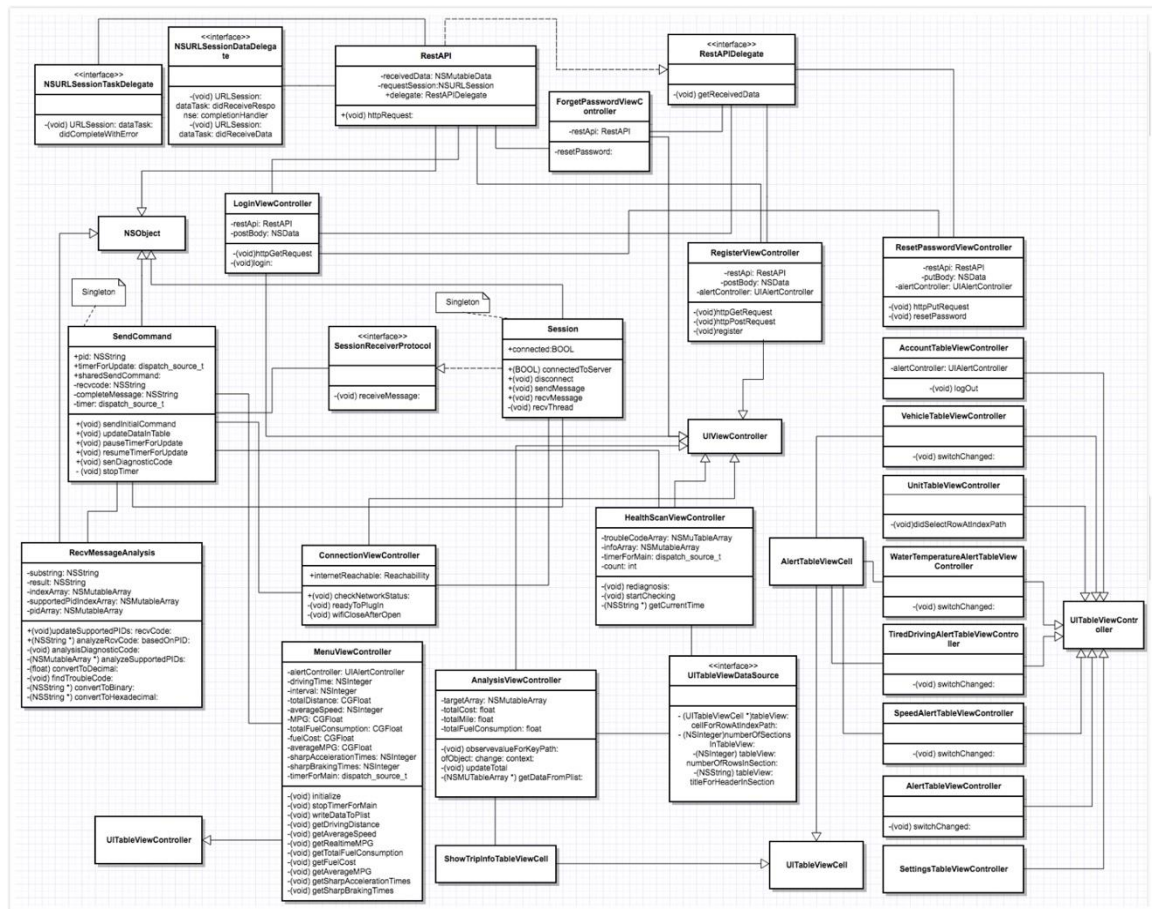 <<interface>>
NSURLSessionTaskDelegate
-(void) URLSession: dataTask:
didCompleteWithError
<<interface>>
NSURLSessionDataDelega
te
-(void) URLSession:
dataTask: didReceiveRespo
nse: completionHandler
-(void) URLSession:
dataTask: didReceiveData
RestAPI
-receivedData: NSMutableData
-requestSession:NSURLSession
+delegate: RestAPIDelegate
+(void) httpRequest:
<<interface>>
RestAPIDelegate
-(void) getReceivedData
ForgetPasswordViewC
ontroller
-restApi: RestAPI
-resetPassword:
LoginViewController
-restApi: RestAPI
-postBody: NSData
-(void)httpGetRequest
-(void)login:
NSObject
RegisterViewController
-restApi: RestAPI
-postBody: NSData
-alertController: UIAlertController
-(void)httpGetRequest
-(void)httpPostRequest
-(void)register
ResetPasswordViewController
-restApi: RestAPI
-putBody: NSData
-alertController: UIAlertController
-(void) httpPutRequest
-(void) resetPassword
Singleton
Singleton
SendCommand
+pid: NSString
+timerForUpdate: dispatch_source_t
+sharedSendCommand:
-recvcode: NSString
-completeMessage: NSString
-timer: dispatch_source_t
+(void) sendInitialCommand
+(void) updateDataInTable
+(void) pauseTimerForUpdate
+(void) resumeTimerForUpdate
+(void) senDiagnosticCode
- (void) stopTimer
<<interface>>
SessionReceiverProtocol
-(void) receiveMessage:
Session
+connected:BOOL
+(BOOL) connectedToServer
+(void) disconnect
+(void) sendMessage
+(void) recvMessage
-(void) recvThread
AccountTableViewController
-alertController: UIAlertController
-(void) logOut
VehicleTableViewController
-(void) switchChanged:
UIViewController
UnitTableViewController
-(void)didSelectRowAtIndexPath
RecvMessageAnalysis
-substring: NSString
-result: NSString
-indexArray: NSMutableArray
-supportedPidIndexArray: NSMutableArray
-pidArray: NSMutableArray
+(void)updateSupportedPIDs: recvCode:
+(NSString *) analyzeRcvCode: basedOnPID:
-(void) analysisDiagnosticCode:
-(NSMutableArray *) analyzeSupportedPIDs:
-(float) convertToDecimal:
-(void) findTroubleCode:
-(NSString *) convertToBinary:
-(NSString *) convertToHexadecimal:
ConnectionViewController
+internetReachable: Reachabillity
+(void) checkNetworkStatus:
-(void) readyToPlugIn
-(void) wifiCloseAfterOpen
HealthScanViewController
-troubleCodeArray: NSMuTableArray
-infoArray: NSMutableArray
-timerForMain: dispatch_source_t
-count: int
-(void) rediagnosis:
-(void) startChecking
-(NSString *) getCurrentTime
AlertTableViewCell
WaterTemperatureAlertTableView
Controller
-(void) switchChanged:
UITableViewContr
oller
TiredDrivingAlertTableViewContro
ller
-(void) switchChanged:
MenuViewController
-alertController: UIAlertController
-drivingTime: NSInteger
-interval: NSInteger
-totalDistance: CGFloat
-averageSpeed: NSInteger
-MPG: CGFloat
-totalFuelConsumption: CGFloat
-fuelCost: CGFloat
-averageMPG: CGFloat
-sharpAccelerationTimes: NSInteger
-sharpBrakingTimes: NSInteger
-timerForMain: dispatch_source_t
-(void) initialize
-(void) stopTimerForMain
-(void) writeDataToPlist
-(void) getDrivingDistance
-(void) getAverageSpeed
-(void) getRealtimeMPG
-(void) getTotalFuelConsumption
-(void) getFuelCost
-(void) getAverageMPG
-(void) getSharpAccelerationTimes
-(void) getSharpBrakingTimes
AnalysisViewController
-targetArray: NSMutableArray
-totalCost: float
-totalMile: float
-totalFuelConsumption: float
-(void) observevalueForKeyPath:
ofObject: change: context:
-(void) updateTotal
-(NSMUTableArray *) getDataFromPlist:
<<interface>>
UITableViewDataSource
- (UITableViewCell *)tableView:
cellForRowAtIndexPath:
- (NSInteger)numberOfSections
InTableView:
-(NSInteger) tableView:
numberOfRowsInSection:
-(NSString) tableView:
titleForHeaderInSection
SpeedAlertTableViewController
-(void) switchChanged:
AlertTableViewController
-(void) switchChanged:
UITableViewController
ShowTripInfoTableViewCell
UITableViewCell
SettingsTableViewController